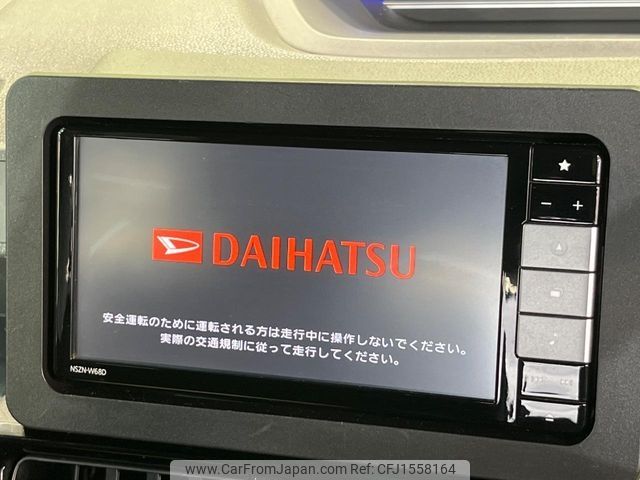 DAIHATSU
安全運転のために運転される方は走行中に操作しないでください。
実際の交通規制に従って走行してください。
NSZN-W68D
www.CarFromJapan.com | CFJ1558164